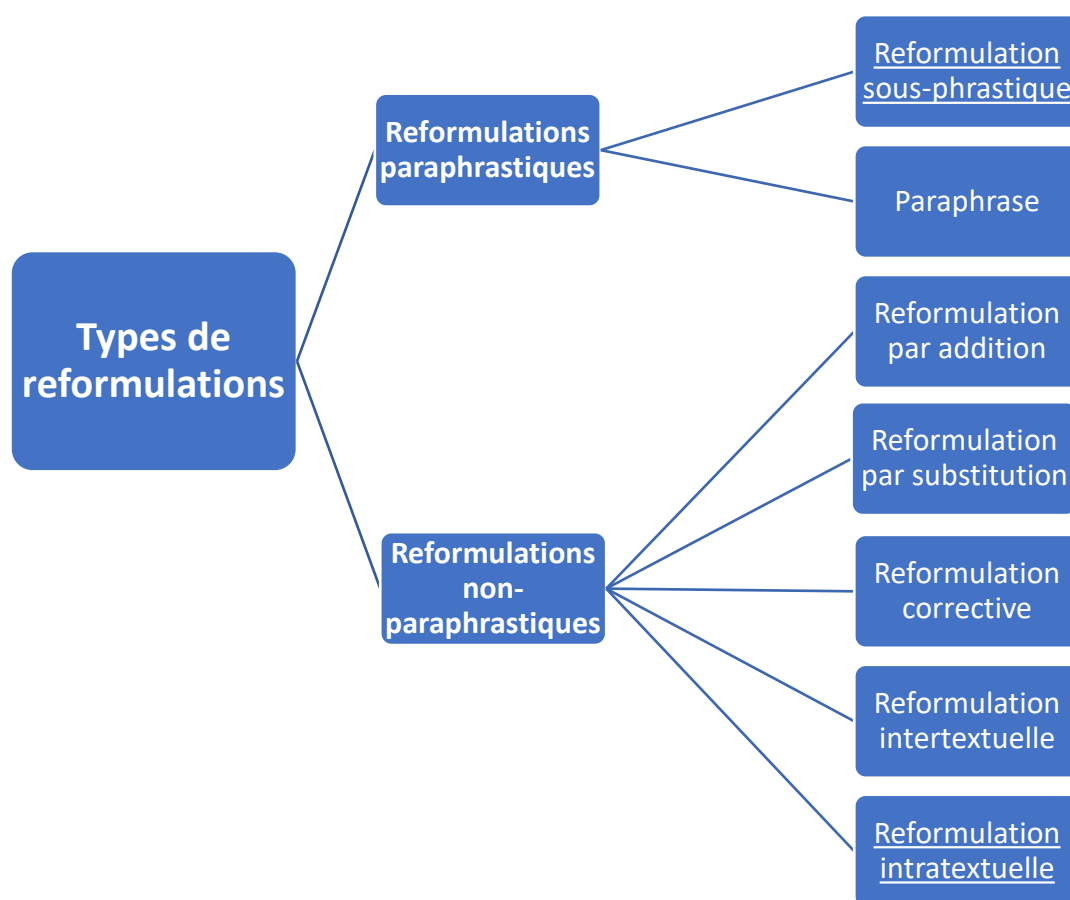 Types de
reformulations
Reformulations
paraphrastiques
Reformulation
sous-phrastique
Paraphrase
Reformulations
non-
paraphrastiques
Reformulation
par addition
Reformulation
par substitution
Reformulation
corrective
Reformulation
intertextuelle
Reformulation
intratextuelle